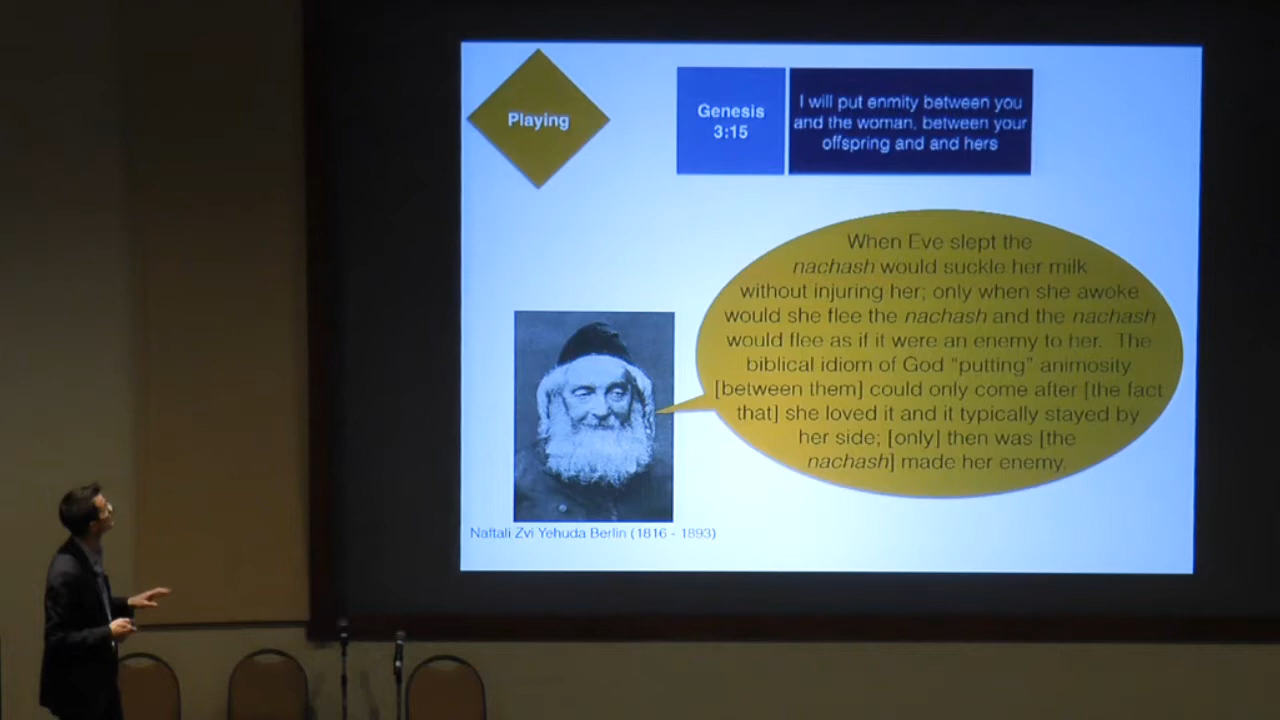 Playing
Genesis
3:15
I will put enmity between you
and the woman, between your
offspring and and hers
When Eve slept the
nachash would suckle her milk
without injuring her; only when she awoke
would she flee the nachash and the nachash
would flee as if it were an enemy to her. The
biblical idiom of God "putting" animosity
[between them] could only come after [the fact
that] she loved it and it typically stayed by
her side; [only] then was [the
nachash] made her enemy.
Naftali Zvi Yehuda Berlin (1816 - 1893)